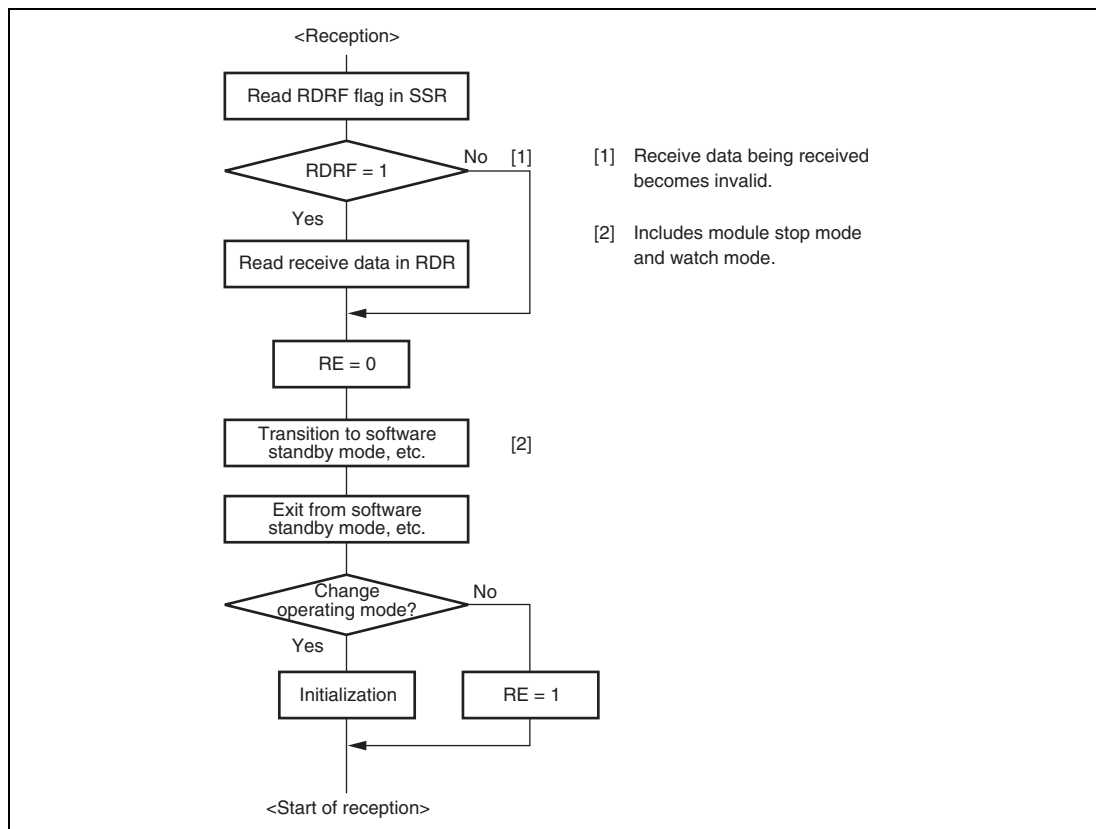 <Reception>
Read RDRF flag in SSR
RDRF = 1
No [1]
Yes
Read receive data in RDR
RE = 0
Transition to software
standby mode, etc.
[2]
Exit from software
standby mode, etc.
Change
operating mode?
No
Yes
Initialization
RE = 1
<Start of reception>
[1] Receive data being received
becomes invalid.
[2] Includes module stop mode
and watch mode.